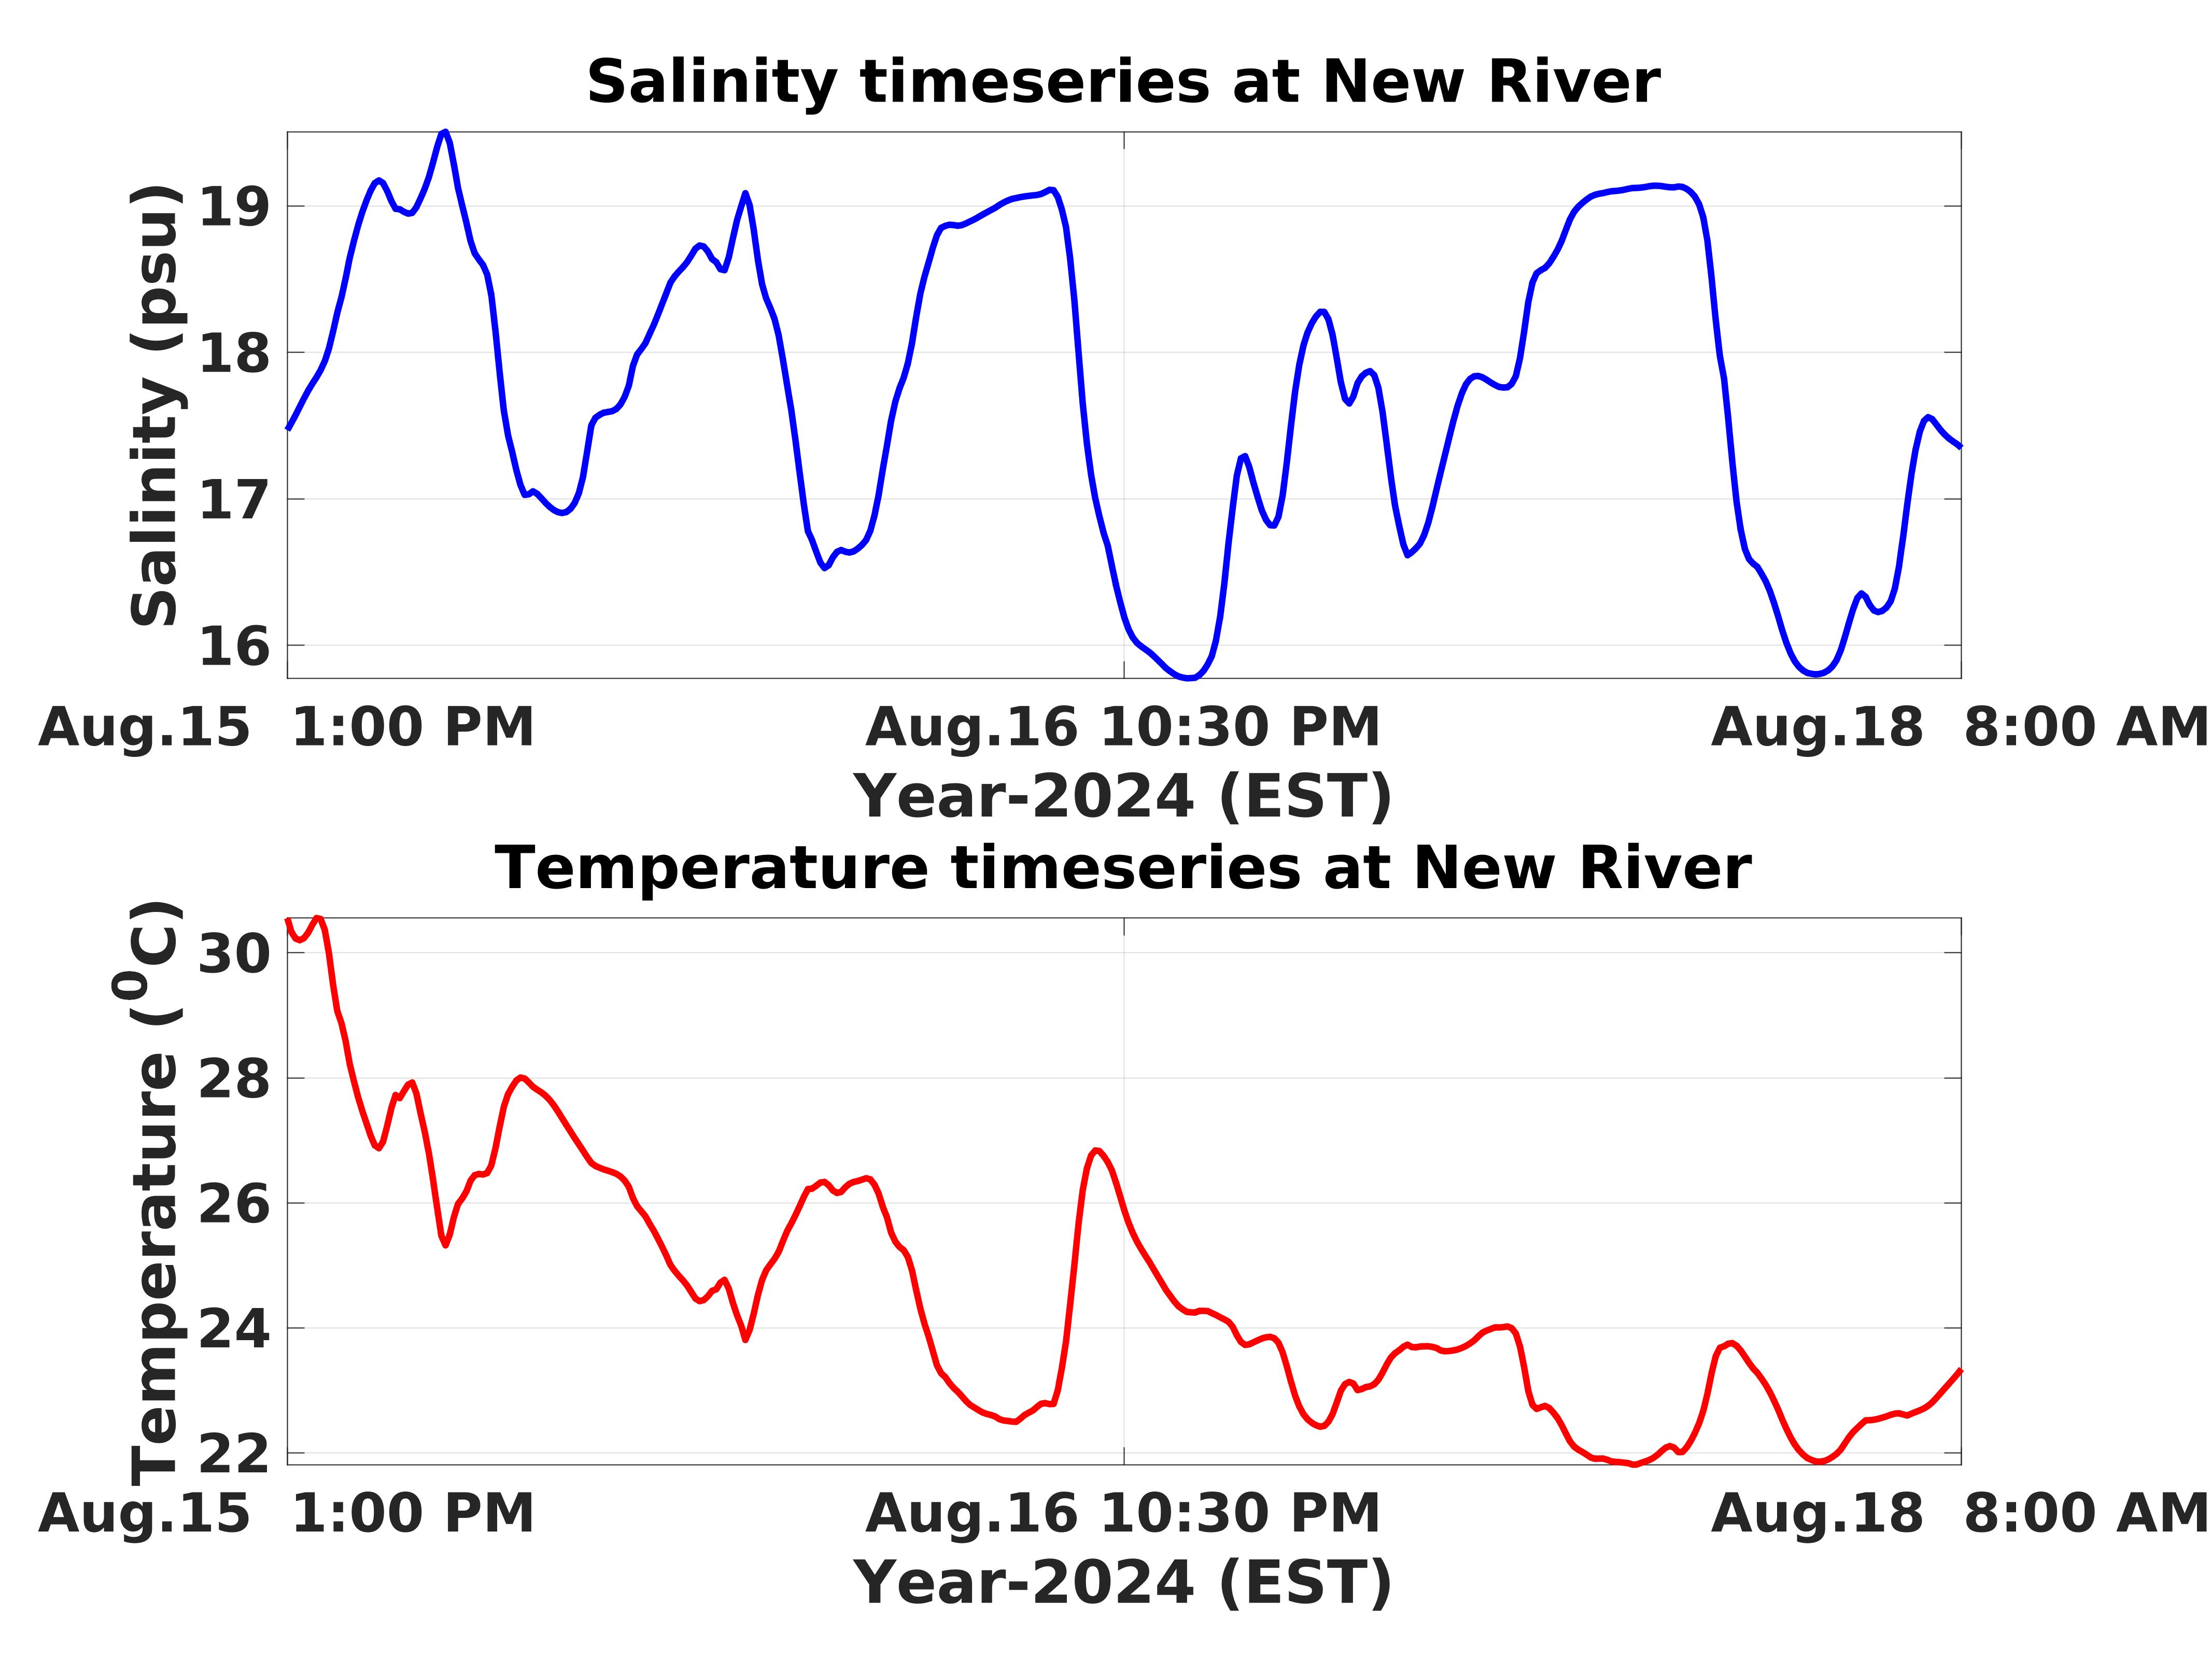 Salinity timeseries at New River
Salinity (psu)
19
18
17
16
Aug.15  1:00 PM
Aug.16 10:30 PM
Aug.18  8:00 AM
Year-2024 (EST)
Temperature timeseries at New River
Temperature (⁰C)
30
28
26
24
22
Aug.15  1:00 PM
Aug.16 10:30 PM
Aug.18  8:00 AM
Year-2024 (EST)